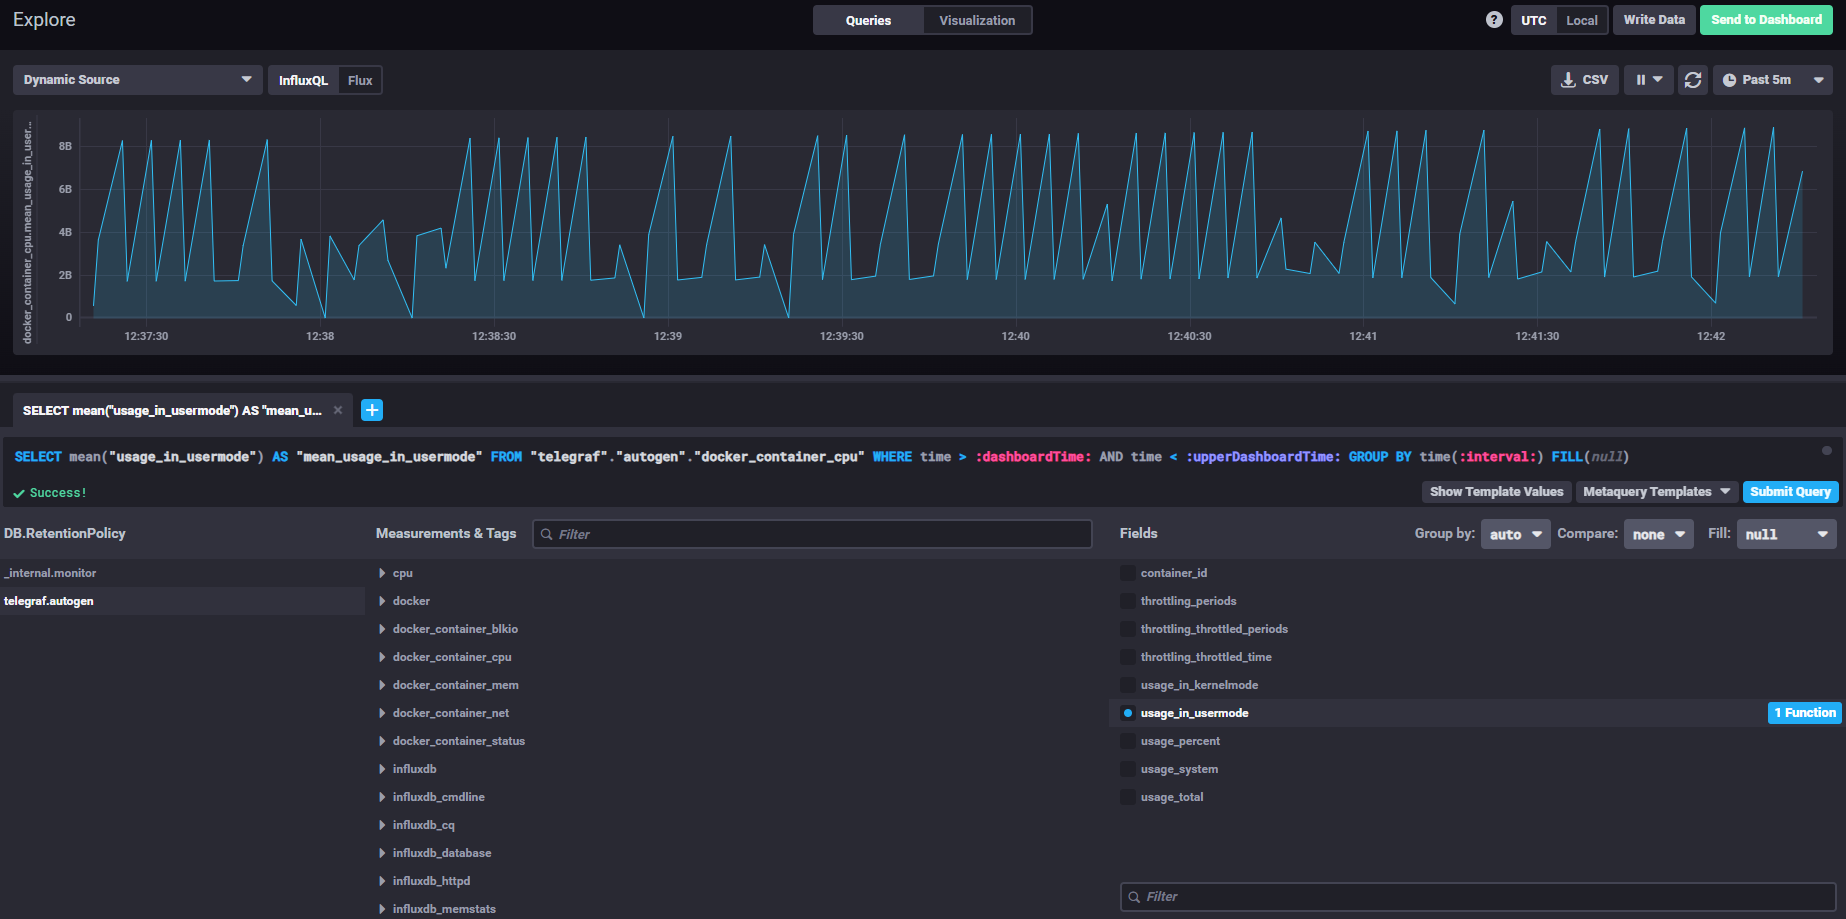 Explore
Queries
Visualization
?
UTC
Local
Write Data
Send to Dashboard
Dynamic Source
InfluxQL
Flux
CSV
Past 5m
docker_container_cpu.mean_usage_in_user...
8B
6B
4B
2B
0
12:37:30
12:38
12:38:30
12:39
12:39:30
12:40
12:40:30
12:41
12:41:30
12:42
SELECT mean("usage_in_usermode") AS "mean_u...
SELECT mean("usage_in_usermode") AS "mean_usage_in_usermode" FROM "telegraf"."autogen"."docker_container_cpu" WHERE time > :dashboardTime: AND time < :upperDashboardTime: GROUP BY time(:interval:) FILL(null)
Success!
Show Template Values
Metaquery Templates
Submit Query
DB.RetentionPolicy
_internal.monitor
telegraf.autogen
Measurements & Tags
Filter
cpu
docker
docker_container_blkio
docker_container_cpu
docker_container_mem
docker_container_net
docker_container_status
influxdb
influxdb_cmdline
influxdb_cq
influxdb_database
influxdb_httpd
influxdb_memstats
Fields
Group by:
auto
Compare:
none
Fill:
null
container_id
throttling_periods
throttling_throttled_periods
throttling_throttled_time
usage_in_kernelmode
usage_in_usermode
1 Function
usage_percent
usage_system
usage_total
Filter